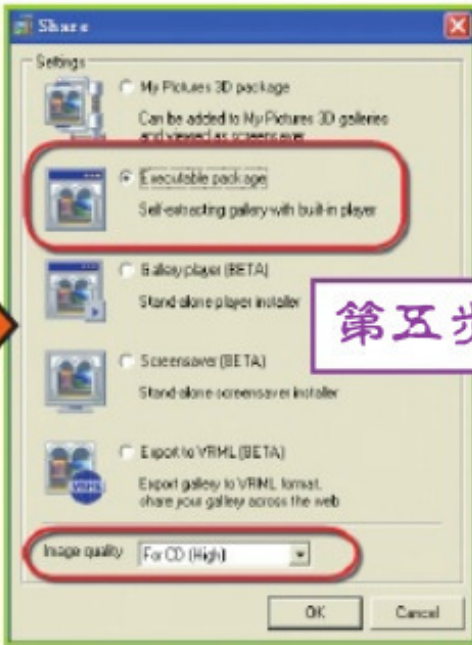 Share
Settings
My Pictures 3D package
Can be added to My Pictures 3D galleries
and viewed as screensaver
Executable package
Self-extracting gallery with built-in player
Gallery player (BETA)
Stand-alone player installer
第五步
Screensaver (BETA)
Stand-alone screensaver installer
Export to VRML (BETA)
VRML
Export gallery to VRML format,
share your gallery across the web
Image quality
For CD (High)
OK
Cancel